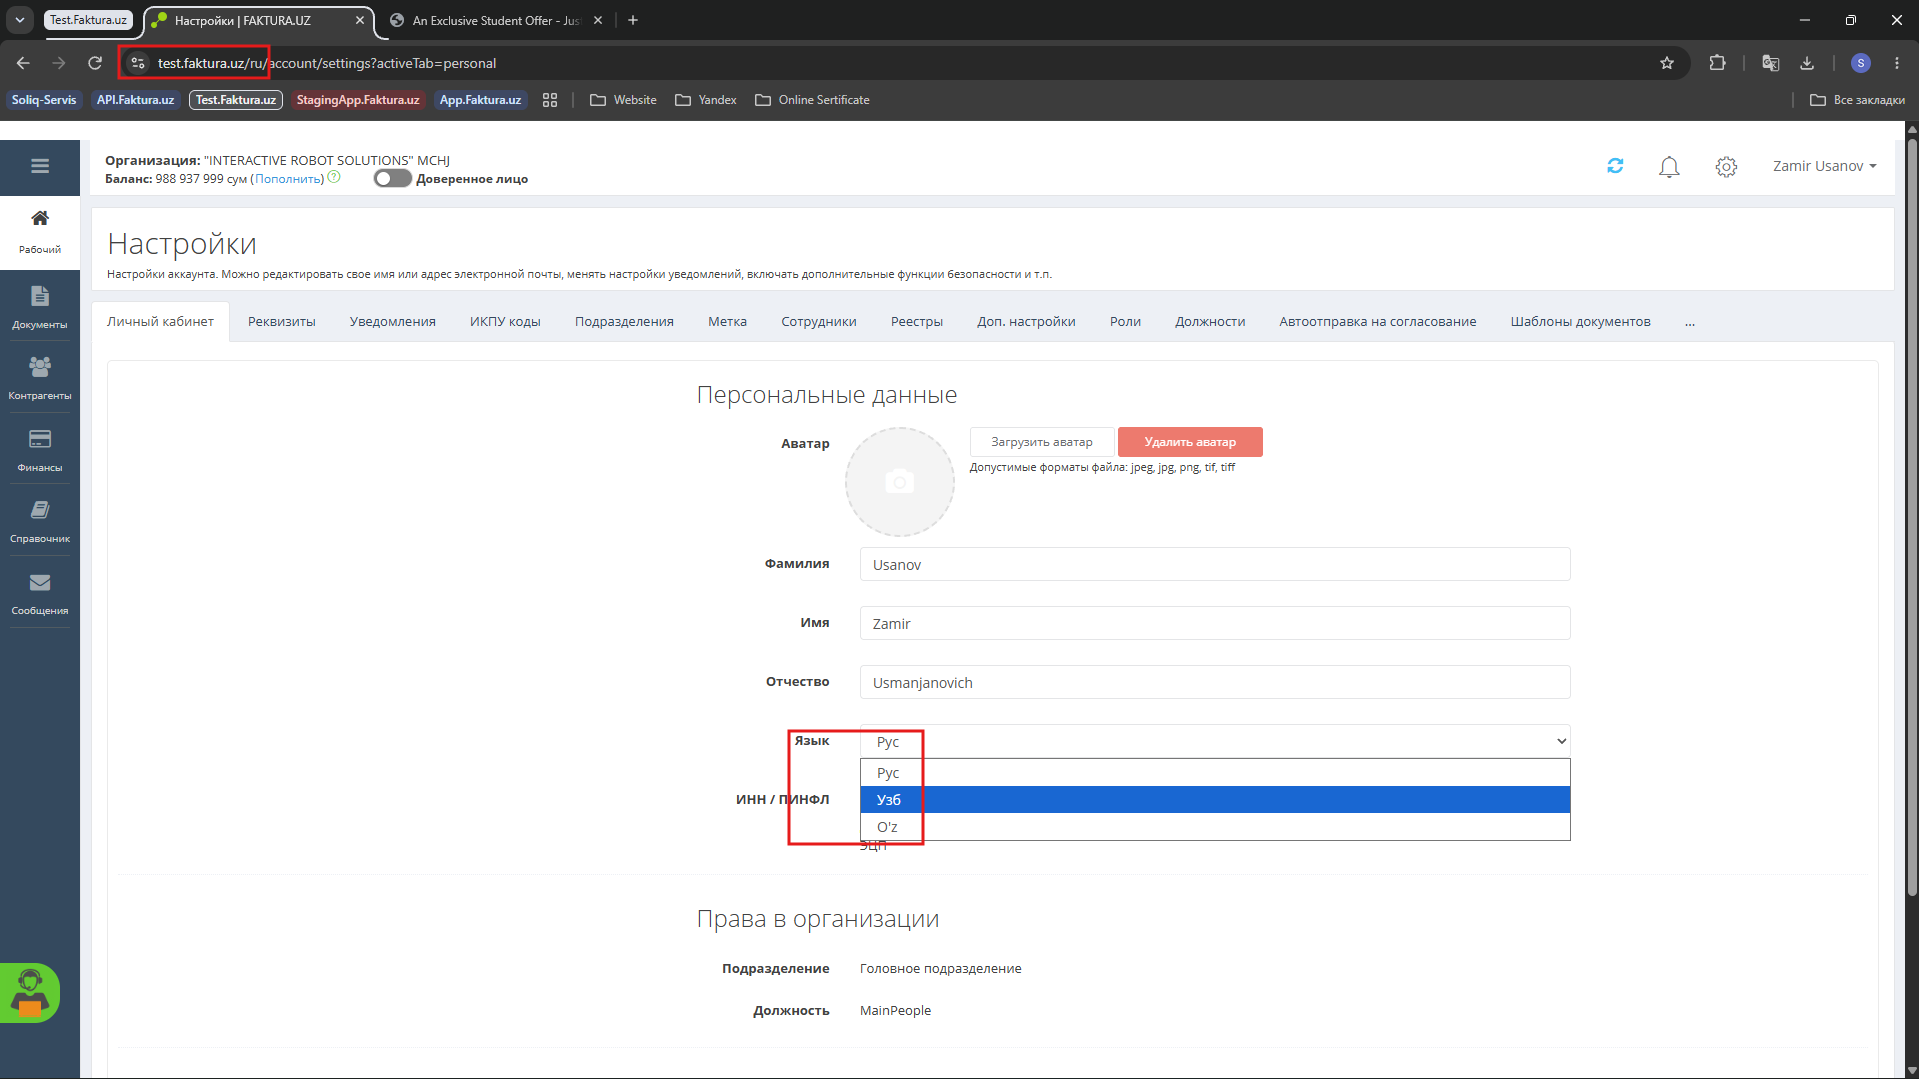 Test.Faktura.uz
Настройки | FAKTURA.UZ
An Exclusive Student Offer - Jus
test.faktura.uz/ru/account/settings?activeTab=personal
S
Soliq-Servis
API.Faktura.uz
Test.Faktura.uz
StagingApp.Faktura.uz
App.Faktura.uz
Website
Yandex
Online Sertificate
Все закладки
Организация: "INTERACTIVE ROBOT SOLUTIONS" MCHJ
Баланс: 988 937 999 сум (Пополнить) ?
Доверенное лицо
Zamir Usanov
Рабочий
Документы
Контрагенты
Финансы
Справочник
Сообщения
Настройки
Настройки аккаунта. Можно редактировать свое имя или адрес электронной почты, менять настройки уведомлений, включать дополнительные функции безопасности и т.п.
Личный кабинет
Реквизиты
Уведомления
ИКПУ коды
Подразделения
Метка
Сотрудники
Реестры
Доп. настройки
Роли
Должности
Автоотправка на согласование
Шаблоны документов
...
Персональные данные
Аватар
Загрузить аватар
Удалить аватар
Допустимые форматы файла: jpeg, jpg, png, tif, tiff
Фамилия
Usanov
Имя
Zamir
Отчество
Usmanjanovich
Язык
Рус
Рус
Узб
O'z
ИНН / ПИНФЛ
ЭЦП
Права в организации
Подразделение
Головное подразделение
Должность
MainPeople